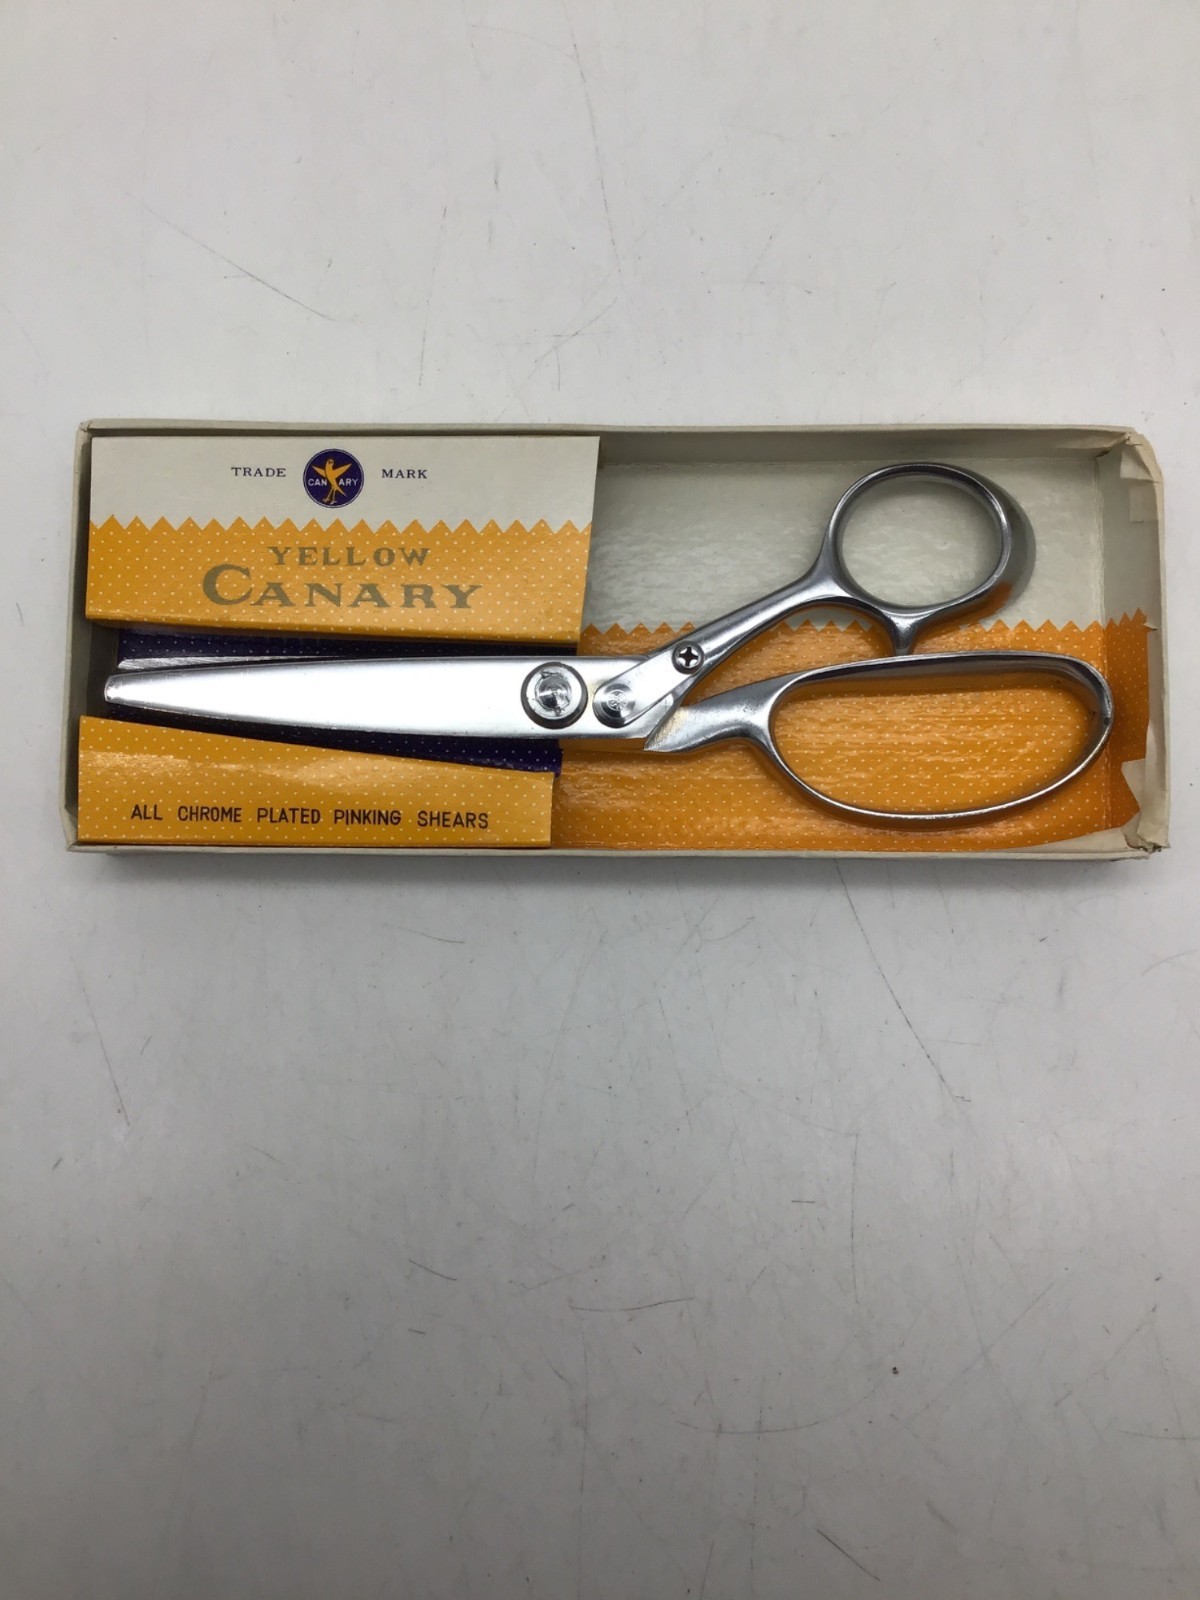 TRADE MARK
CANARY
YELLOW
CANARY
ALL CHROME PLATED PINKING SHEARS